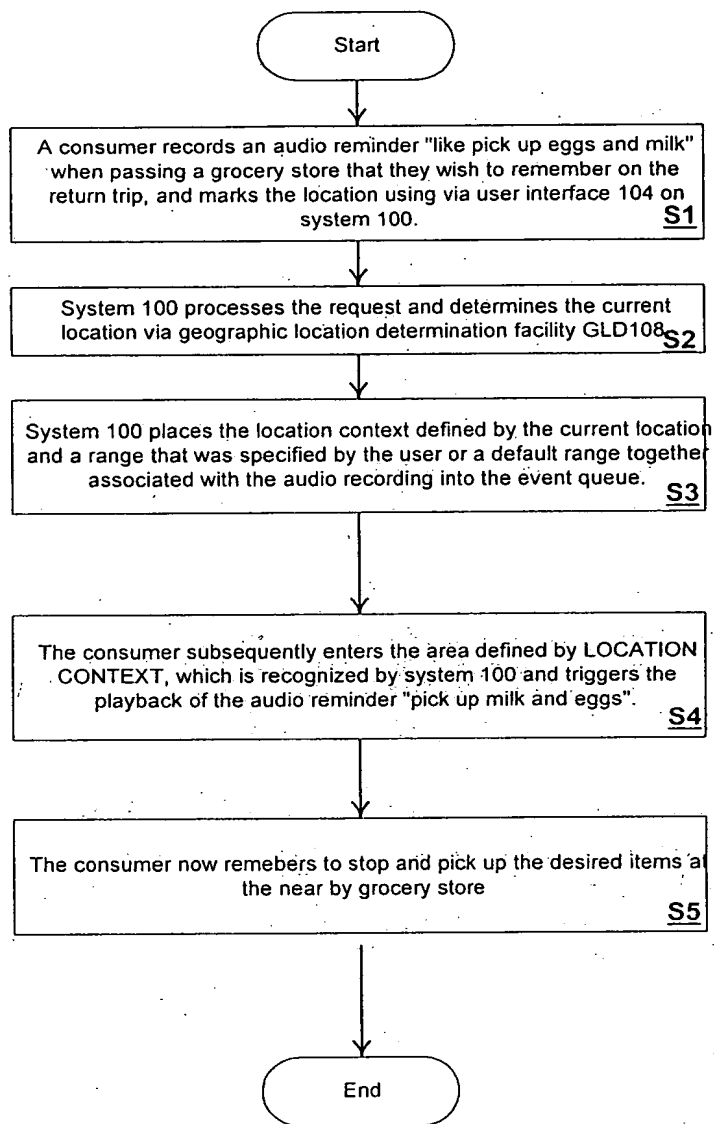 Start
A consumer records an audio reminder "like pick up eggs and milk"
when passing a grocery store that they wish to remember on the
return trip, and marks the location using via user interface 104 on
system 100.
S1
System 100 processes the request and determines the current
location via geographic location determination facility GLD108
S2
System 100 places the location context defined by the current location
and a range that was specified by the user or a default range together
associated with the audio recording into the event queue.
S3
The consumer subsequently enters the area defined by LOCATION
CONTEXT, which is recognized by system 100 and triggers the
playback of the audio reminder "pick up milk and eggs".
S4
The consumer now remebers to stop and pick up the desired items at
the near by grocery store
S5
End